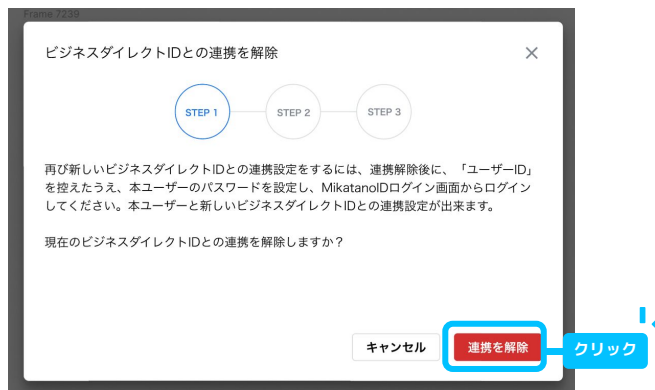 Frame 7239
ビジネスダイレクトIDとの連携を解除
STEP 1
STEP 2
STEP 3
再び新しいビジネスダイレクトIDとの連携設定をするには、連携解除後に、「ユーザーID」
を控えたうえ、本ユーザーのパスワードを設定し、MikatanoIDログイン画面からログイン
してください。本ユーザーと新しいビジネスダイレクトIDとの連携設定が出来ます。
現在のビジネスダイレクトIDとの連携を解除しますか？
キャンセル
連携を解除
クリック